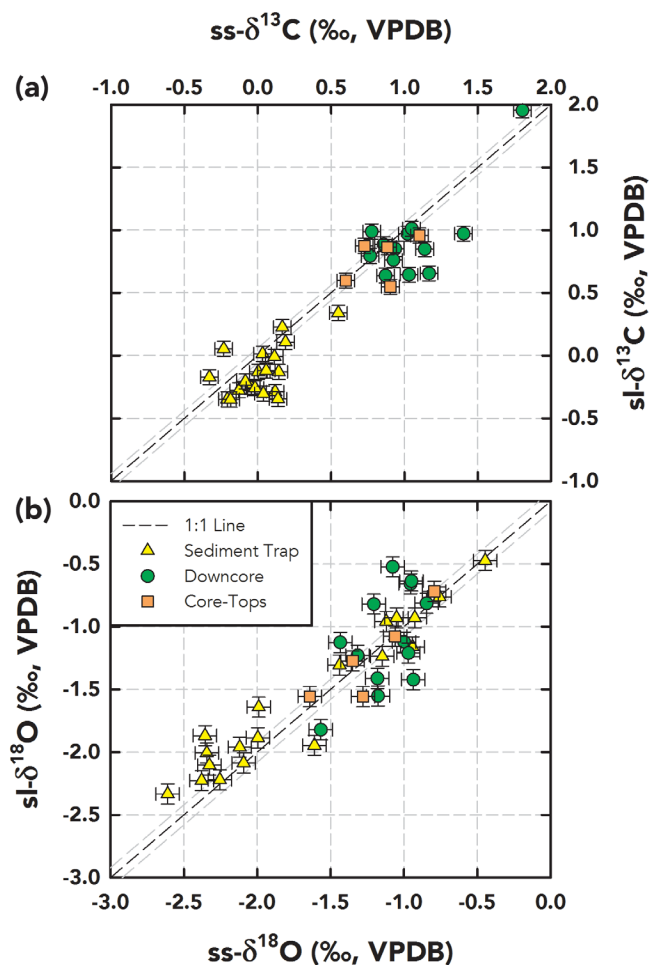 ss-δ¹³C (‰, VPDB)
(a)
-1.0 -0.5 0.0 0.5 1.0 1.5 2.0
2.0
1.5
1.0
0.5
0.0
-0.5
-1.0
sl-δ¹³C (‰, VPDB)
(b)
0.0
-0.5
-1.0
-1.5
-2.0
-2.5
-3.0
sl-δ¹⁸O (‰, VPDB)
1:1 Line
Sediment Trap
Downcore
Core-Tops
-3.0 -2.5 -2.0 -1.5 -1.0 -0.5 0.0
ss-δ¹⁸O (‰, VPDB)